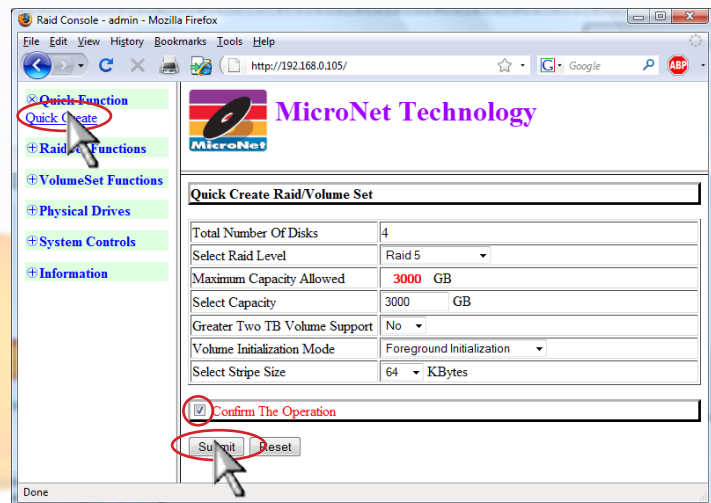 Raid Console - admin - Mozilla Firefox
File Edit View History Bookmarks Tools Help
http://192.168.0.105/
G Google
ABP
Quick Function
Quick Create
RaidSet Functions
VolumeSet Functions
Physical Drives
System Controls
Information
MicroNet
MicroNet Technology
Quick Create Raid/Volume Set
Total Number Of Disks 4
Select Raid Level Raid 5
Maximum Capacity Allowed 3000 GB
Select Capacity 3000 GB
Greater Two TB Volume Support No
Volume Initialization Mode Foreground Initialization
Select Stripe Size 64 KBytes
Confirm The Operation
Submit Reset
Done